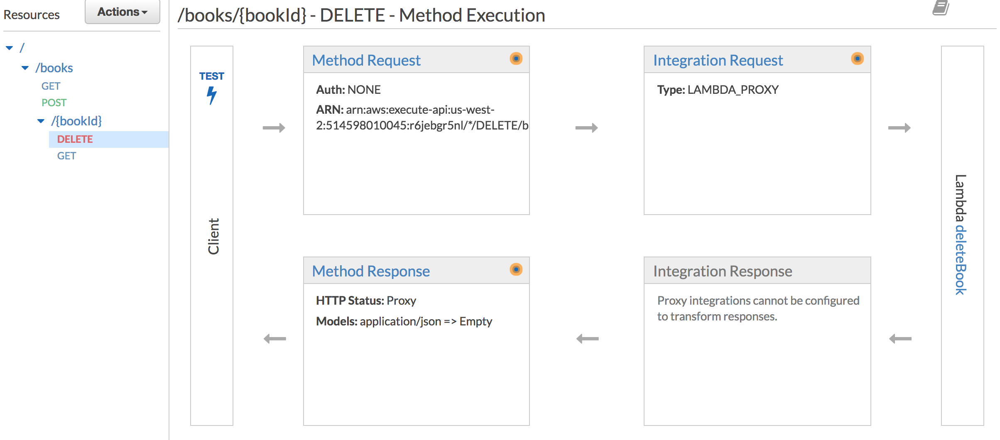 Resources
Actions
/
/books
GET
POST
/{bookId}
DELETE
GET
/books/{bookId} - DELETE - Method Execution
TEST
Client
Method Request
Auth: NONE
ARN: arn:aws:execute-api:us-west-
2:514598010045:r6jebgr5nl/*/DELETE/b
Integration Request
Type: LAMBDA_PROXY
Lambda deleteBook
Method Response
HTTP Status: Proxy
Models: application/json => Empty
Integration Response
Proxy integrations cannot be configured
to transform responses.